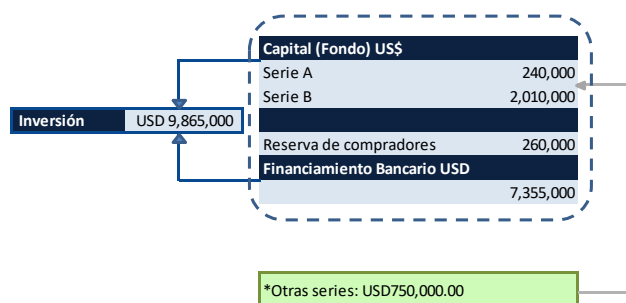 Capital (Fondo) US$
Serie A 240,000
Serie B 2,010,000
Inversión USD 9,865,000
Reserva de compradores 260,000
Financiamiento Bancario USD
7,355,000
*Otras series: USD750,000.00